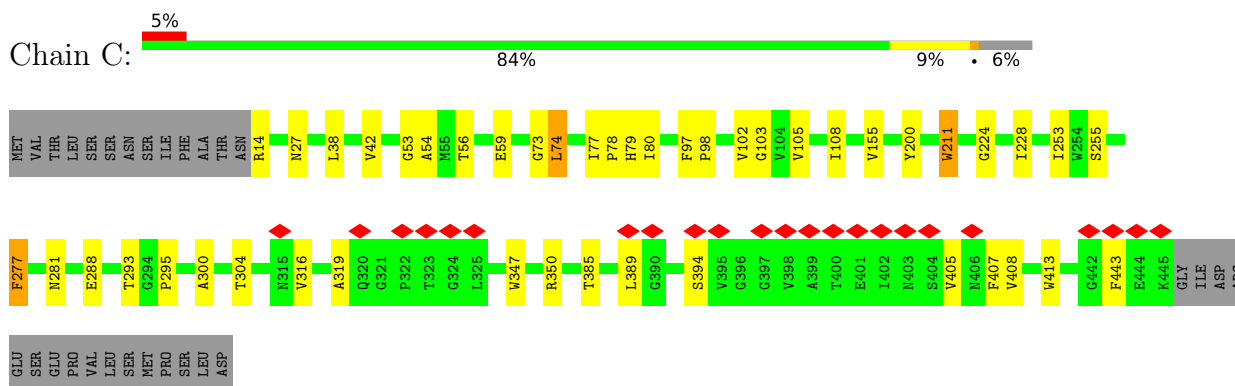 5%
Chain C:
84% 9% • 6%
MET VAL THR LEU SER SER ASN SER ILE PHE ALA THR ASN R14 N27 L38 V42 G53 A54 M55 T56 E59 G73 L74 I77 P78 H79 I80 F97 P98 V102 G103 V104 V105 I108 V155 Y200 W211 G224 I228 I253 W254 S255
F277 N281 E288 T293 G294 P295 A300 T304 N315 V316 A319 Q320 G321 P322 T323 G324 L325 W347 R350 T385 L389 G390 S394 V395 G396 G397 V398 A399 T400 E401 I402 N403 S404 V405 N406 F407 V408 W413 G442 F443 E444 K445 GLY ILE ASP
GLU SER GLU PRO VAL LEU SER MET PRO SER LEU ASP